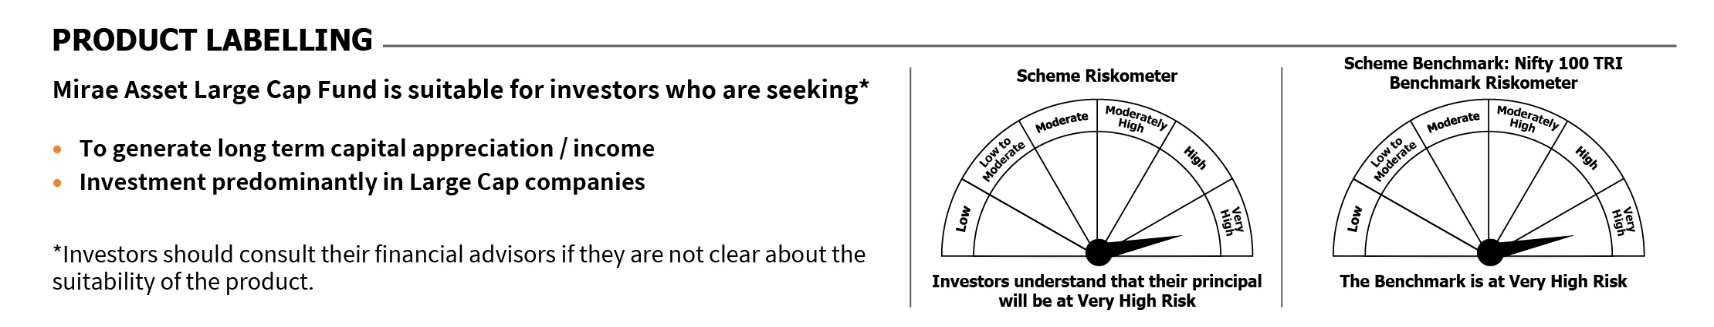 PRODUCT LABELLING
Mirae Asset Large Cap Fund is suitable for investors who are seeking*
• To generate long term capital appreciation / income
• Investment predominantly in Large Cap companies
*Investors should consult their financial advisors if they are not clear about the
suitability of the product.
Scheme Riskometer
Low
Low to
Moderate
Moderate
Moderately
High
High
Very
High
Investors understand that their principal
will be at Very High Risk
Scheme Benchmark: Nifty 100 TRI
Benchmark Riskometer
Low
Low to
Moderate
Moderate
Moderately
High
High
Very
High
The Benchmark is at Very High Risk